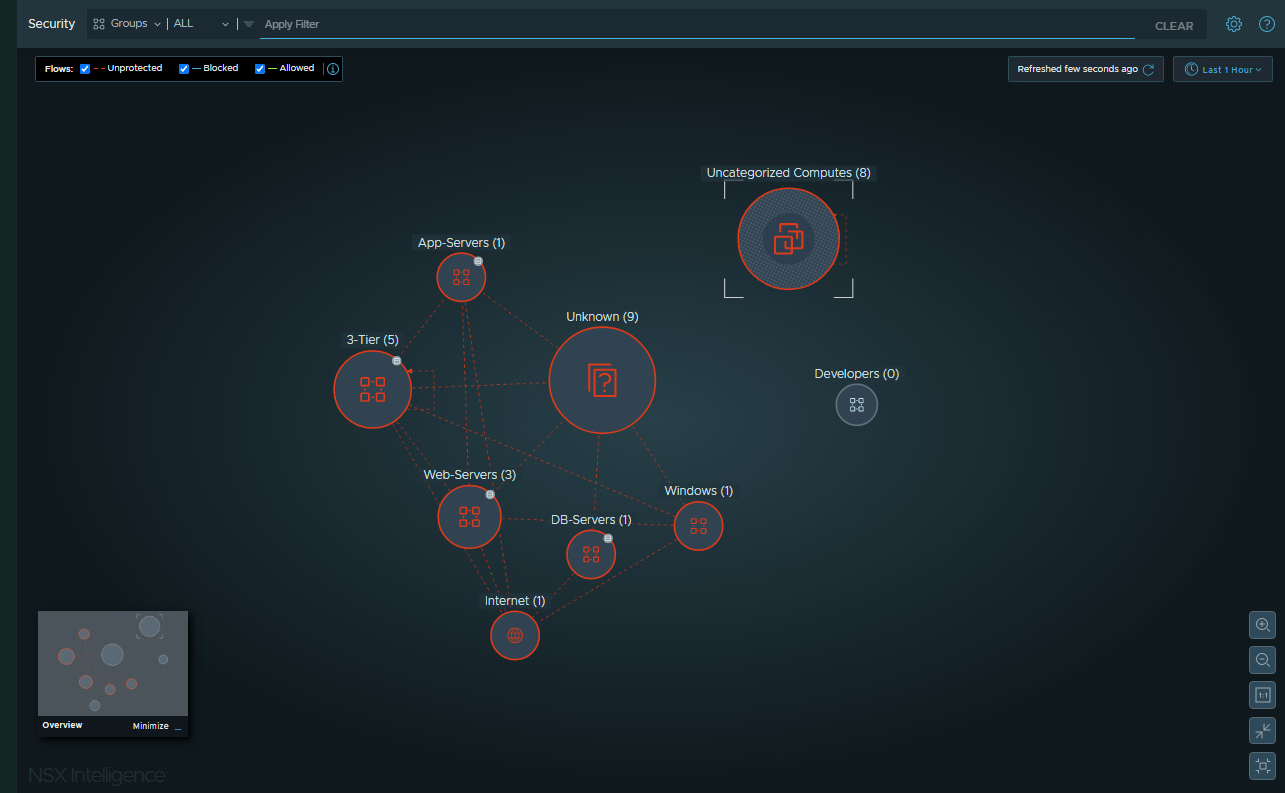 Security Groups ALL Apply Filter CLEAR
Flows: Unprotected Blocked Allowed
Refreshed few seconds ago Last 1 Hour
Uncategorized Computes (8)
App-Servers (1)
Unknown (9)
3-Tier (5)
Developers (0)
Web-Servers (3)
Windows (1)
DB-Servers (1)
Internet (1)
Overview Minimize
1:1
NSX Intelligence